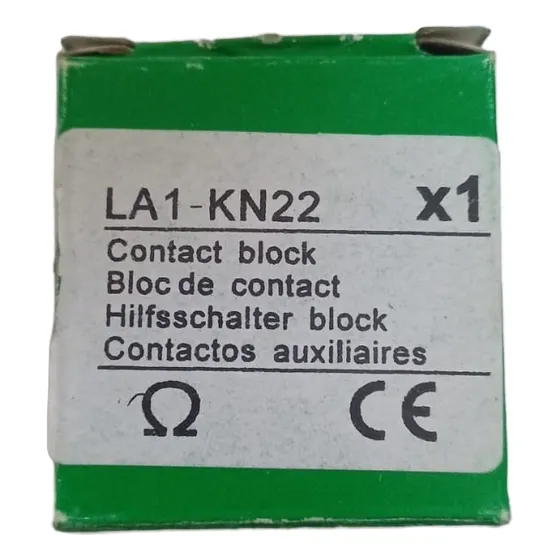 LA1-KN22 x1
Contact block
Bloc de contact
Hilfsschalter block
Contactos auxiliaires
Ω CE